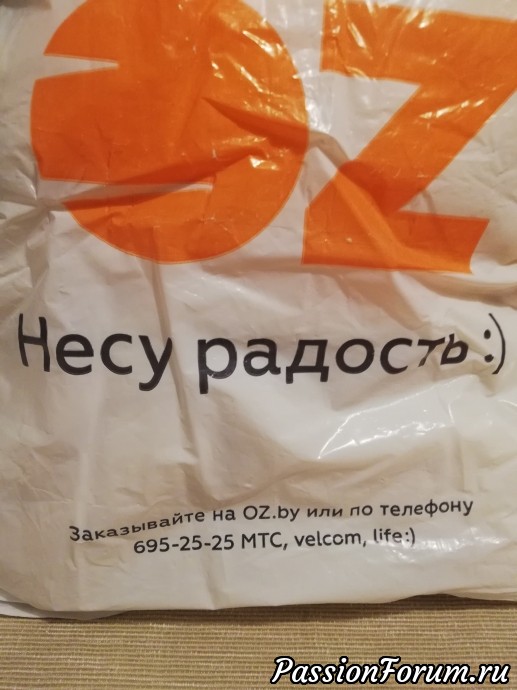 OZ
Несу радость :)
Заказывайте на OZ.by или по телефону
695-25-25 МТС, velcom, life:)
PassionForum.ru